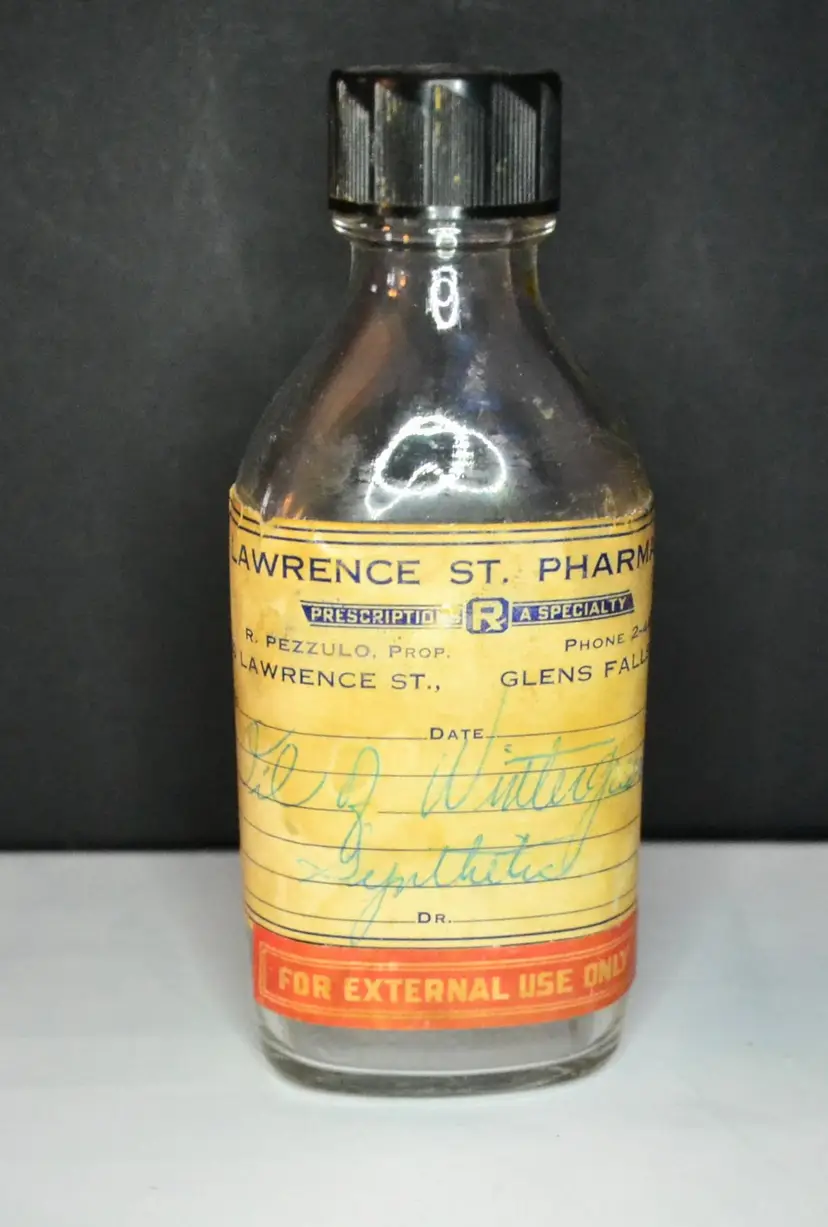 LAWRENCE ST. PHARMA
PRESCRIPTIONS R A SPECIALTY
R. PEZZULO, PROP. PHONE 2-4
LAWRENCE ST., GLENS FALLS
DATE
Oil of Wintergreen
Synthetic
DR.
FOR EXTERNAL USE ONLY